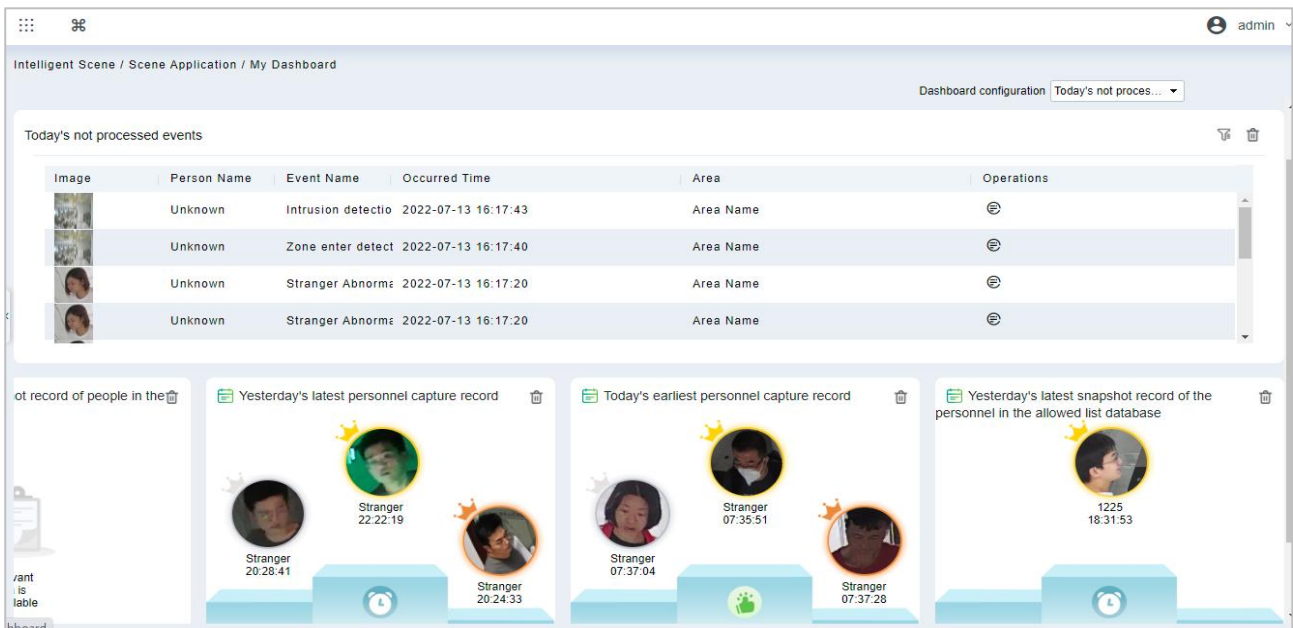 admin
Intelligent Scene / Scene Application / My Dashboard
Dashboard configuration Today's not proces...
Today's not processed events
Image Person Name Event Name Occurred Time Area Operations
Unknown Intrusion detectio 2022-07-13 16:17:43 Area Name
Unknown Zone enter detect 2022-07-13 16:17:40 Area Name
Unknown Stranger Abnorma 2022-07-13 16:17:20 Area Name
Unknown Stranger Abnorma 2022-07-13 16:17:20 Area Name
ot record of people in the
vant
is
lable
Yesterday's latest personnel capture record
Stranger
22:22:19
Stranger
20:28:41
Stranger
20:24:33
Today's earliest personnel capture record
Stranger
07:35:51
Stranger
07:37:04
Stranger
07:37:28
Yesterday's latest snapshot record of the
personnel in the allowed list database
1225
18:31:53